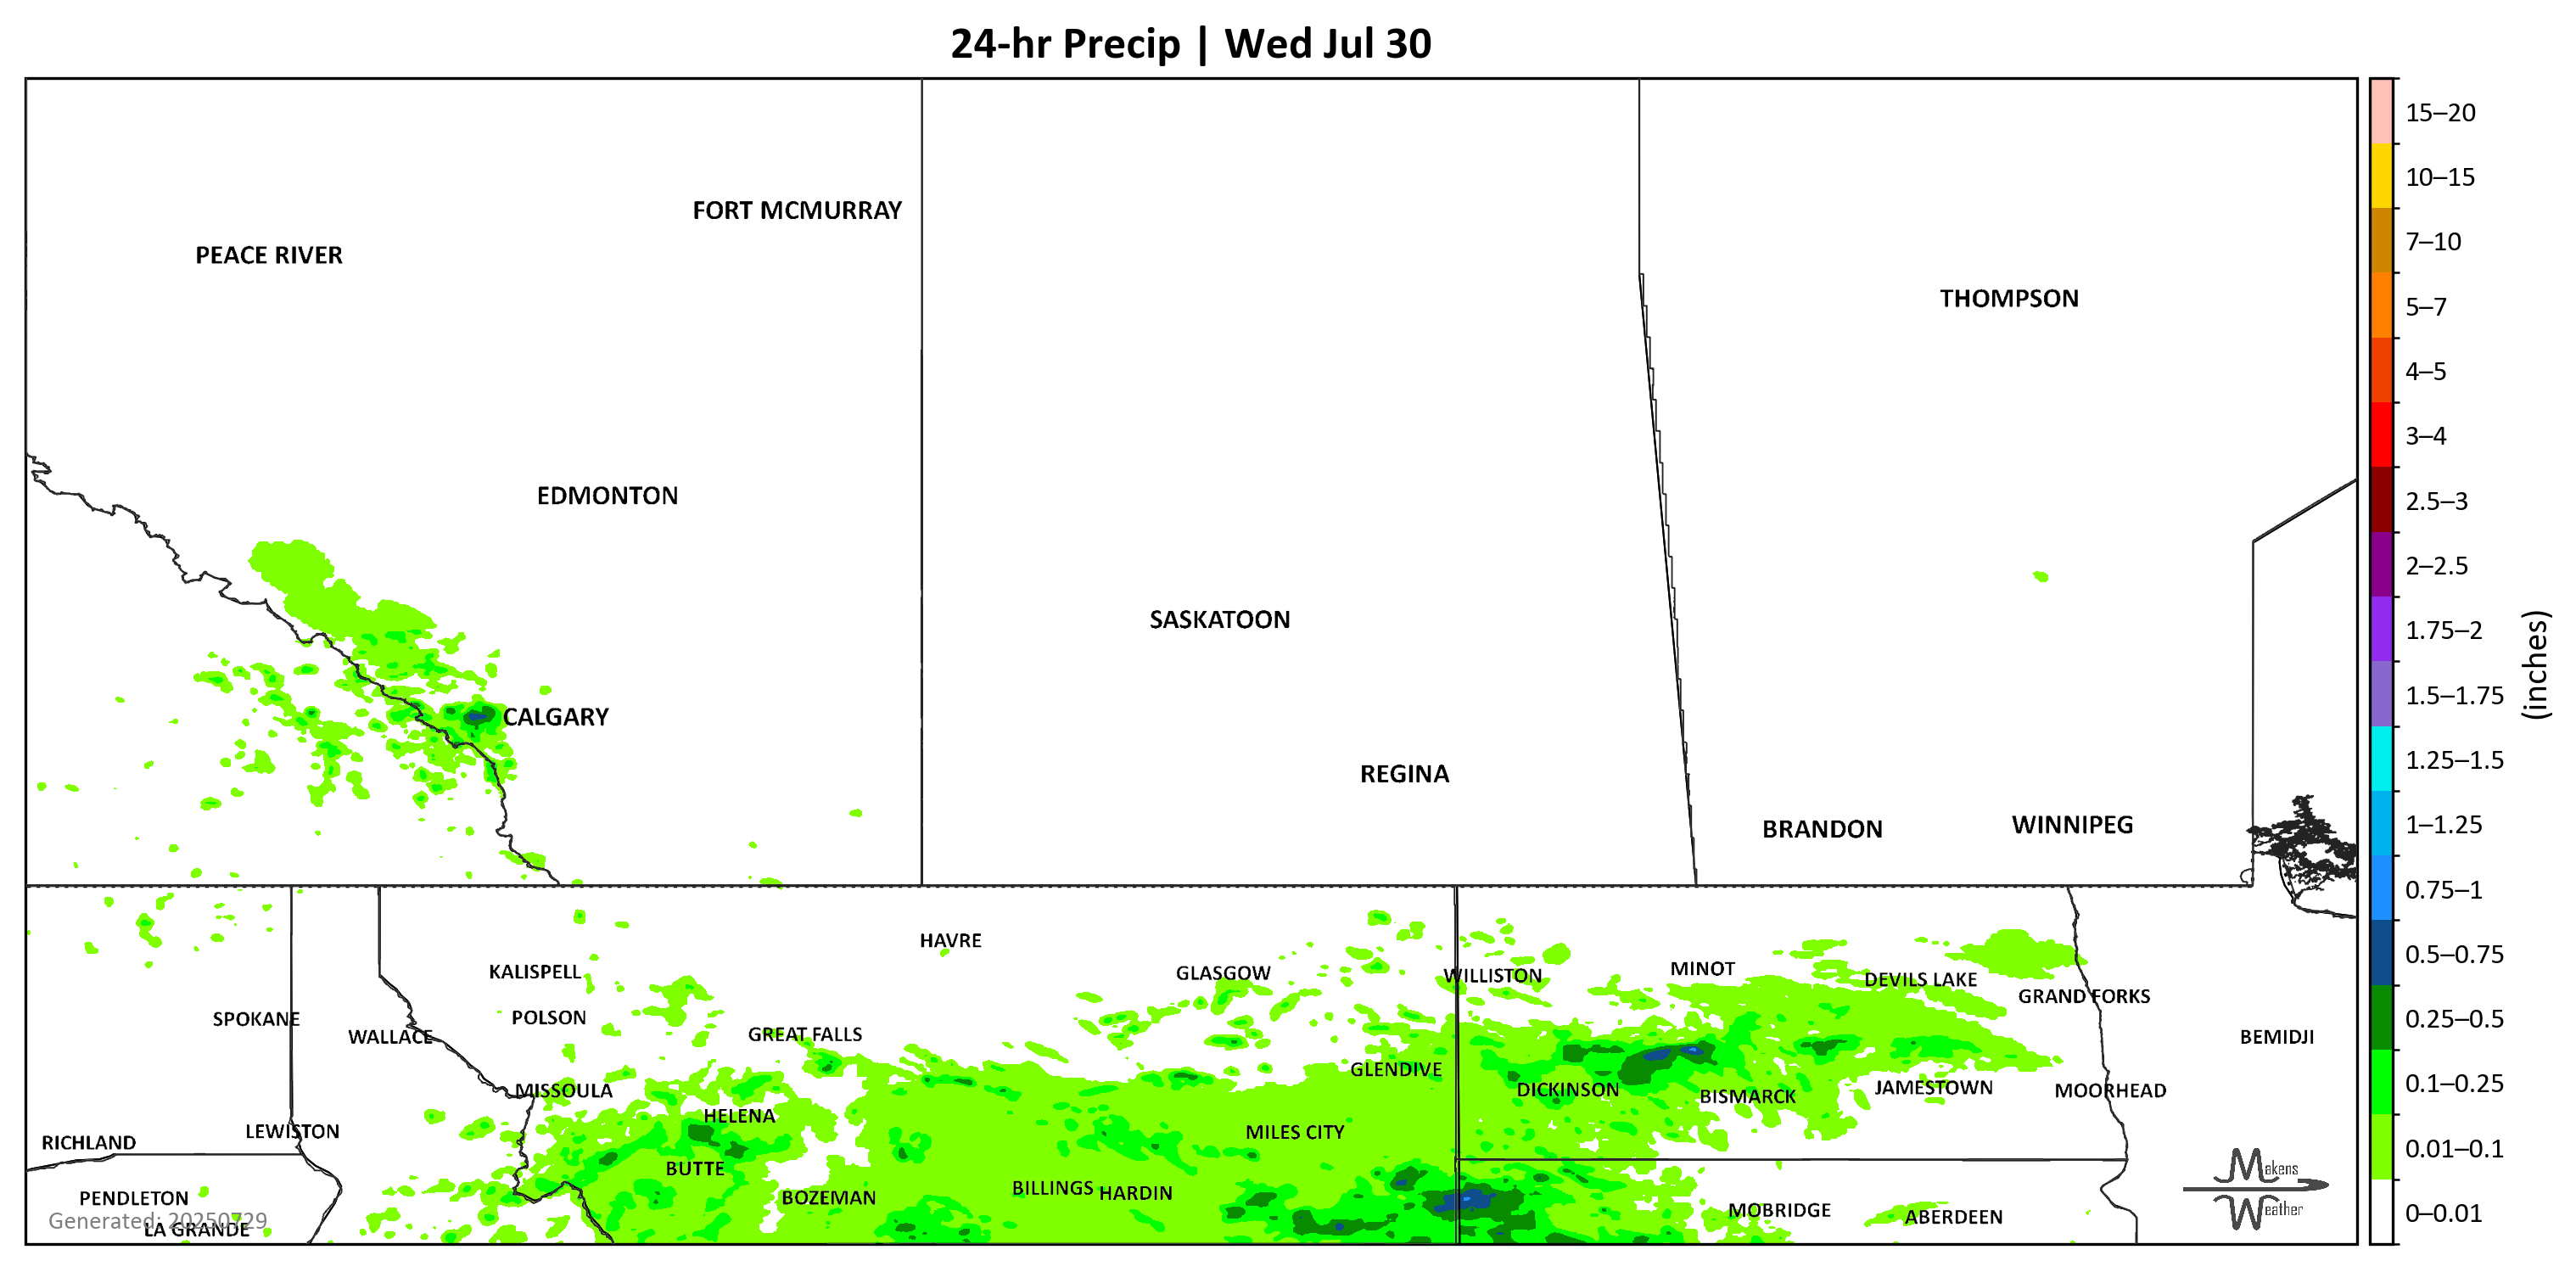 24-hr Precip | Wed Jul 30
FORT MCMURRAY
PEACE RIVER
THOMPSON
EDMONTON
SASKATOON
CALGARY
REGINA
BRANDON
WINNIPEG
HAVRE
KALISPELL
GLASGOW
WILLISTON
MINOT
DEVILS LAKE
GRAND FORKS
SPOKANE
POLSON
WALLACE
GREAT FALLS
BEMIDJI
GLENDIVE
MISSOULA
DICKINSON
BISMARCK
JAMESTOWN
MOORHEAD
HELENA
RICHLAND
LEWISTON
MILES CITY
BUTTE
PENDLETON
BOZEMAN
BILLINGS
HARDIN
MOBRIDGE
ABERDEEN
Generated: 20250729
LA GRANDE
Makens
Weather
15–20
10–15
7–10
5–7
4–5
3–4
2.5–3
2–2.5
1.75–2
1.5–1.75
1.25–1.5
1–1.25
0.75–1
0.5–0.75
0.25–0.5
0.1–0.25
0.01–0.1
0–0.01
(inches)